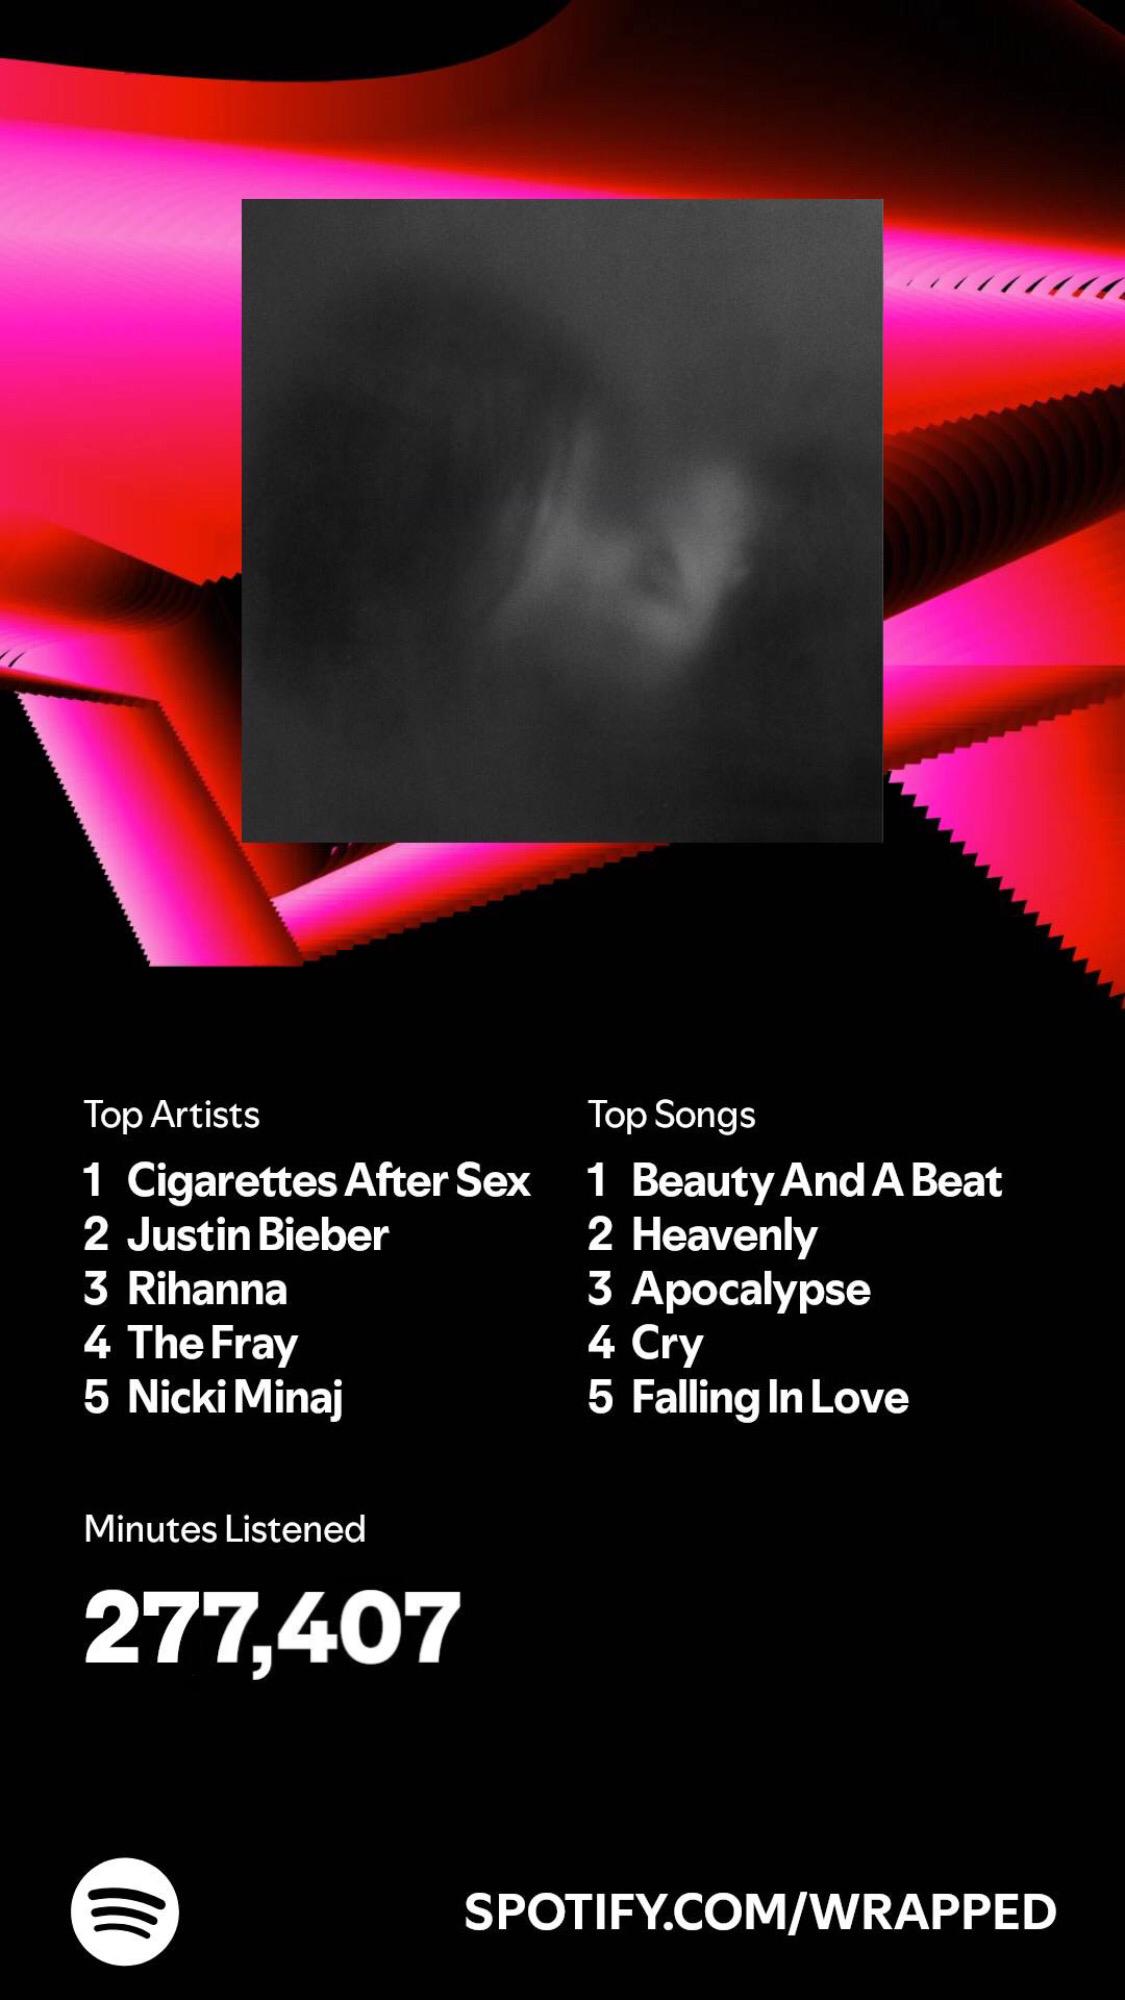 Top Artists
1 Cigarettes After Sex
2 Justin Bieber
3 Rihanna
4 The Fray
5 Nicki Minaj
Top Songs
1 Beauty And A Beat
2 Heavenly
3 Apocalypse
4 Cry
5 Falling In Love
Minutes Listened
277,407
SPOTIFY.COM/WRAPPED